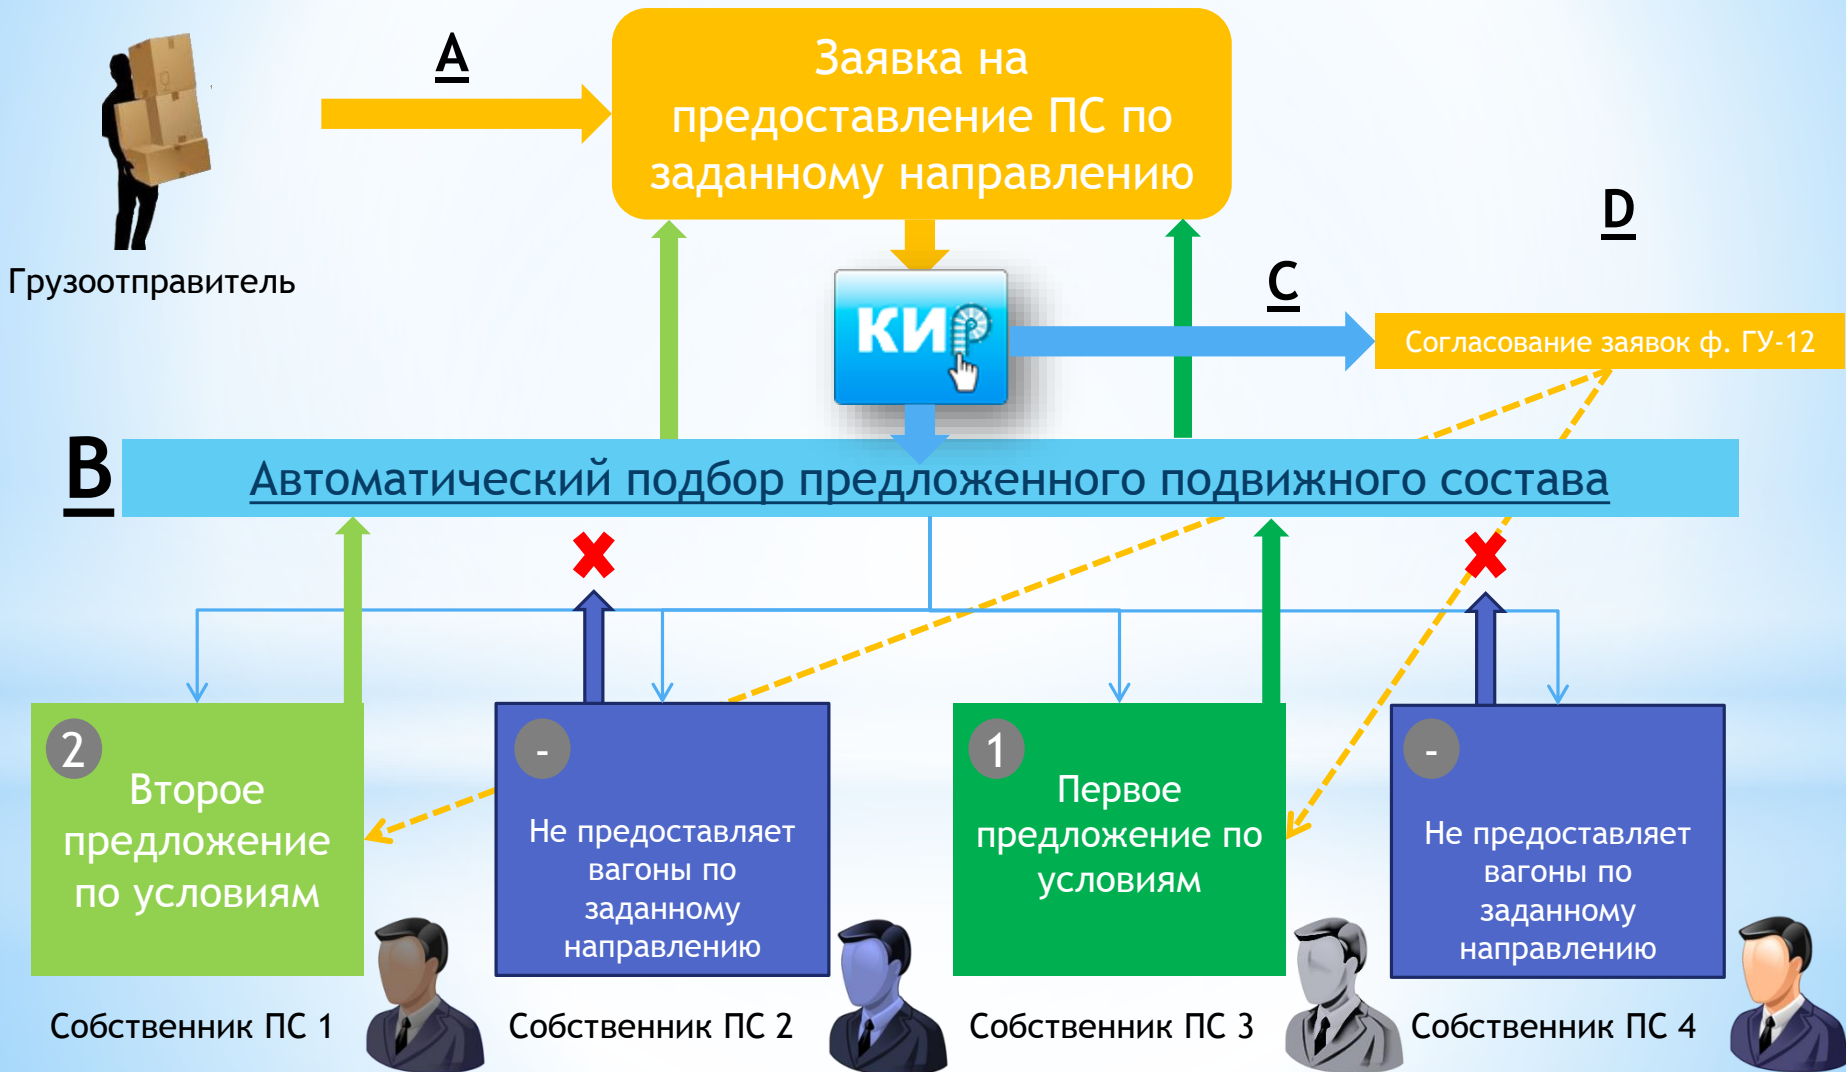 A
Заявка на
предоставление ПС по
заданному направлению
Грузоотправитель
КИР
C
D
Согласование заявок ф. ГУ-12
B
Автоматический подбор предложенного подвижного состава
2
Второе
предложение
по условиям
-
Не предоставляет
вагоны по
заданному
направлению
1
Первое
предложение по
условиям
-
Не предоставляет
вагоны по
заданному
направлению
Собственник ПС 1
Собственник ПС 2
Собственник ПС 3
Собственник ПС 4